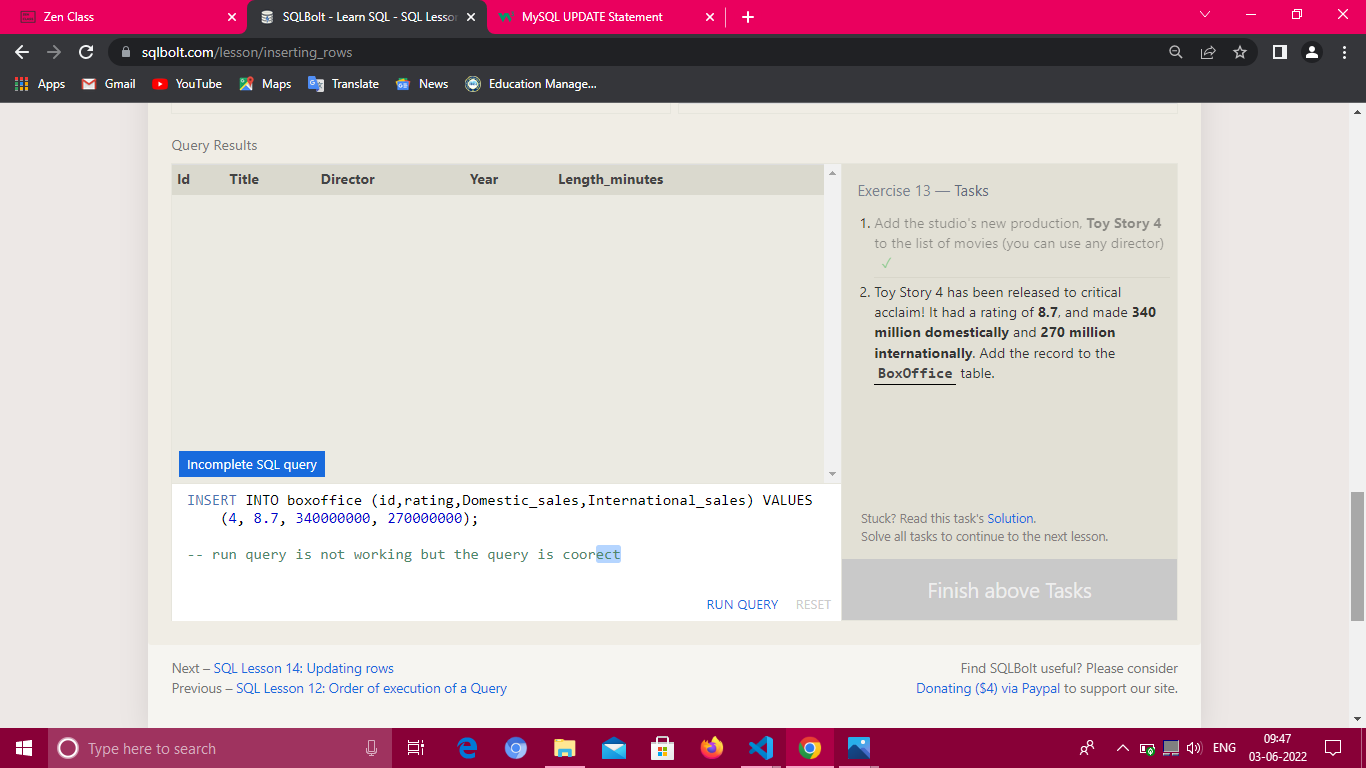 Zen Class
SQLBolt - Learn SQL - SQL Lesson
MySQL UPDATE Statement
sqlbolt.com/lesson/inserting_rows
Apps
Gmail
YouTube
Maps
Translate
News
Education Manage...
Query Results
Id Title Director Year Length_minutes
Incomplete SQL query
INSERT INTO boxoffice (id,rating,Domestic_sales,International_sales) VALUES
(4, 8.7, 340000000, 270000000);
-- run query is not working but the query is coorect
RUN QUERY RESET
Exercise 13 — Tasks
1. Add the studio's new production, Toy Story 4
to the list of movies (you can use any director)
✓
2. Toy Story 4 has been released to critical
acclaim! It had a rating of 8.7, and made 340
million domestically and 270 million
internationally. Add the record to the
BoxOffice table.
Stuck? Read this task's Solution.
Solve all tasks to continue to the next lesson.
Finish above Tasks
Next – SQL Lesson 14: Updating rows
Previous – SQL Lesson 12: Order of execution of a Query
Find SQLBolt useful? Please consider
Donating ($4) via Paypal to support our site.
Type here to search
ENG
09:47
03-06-2022